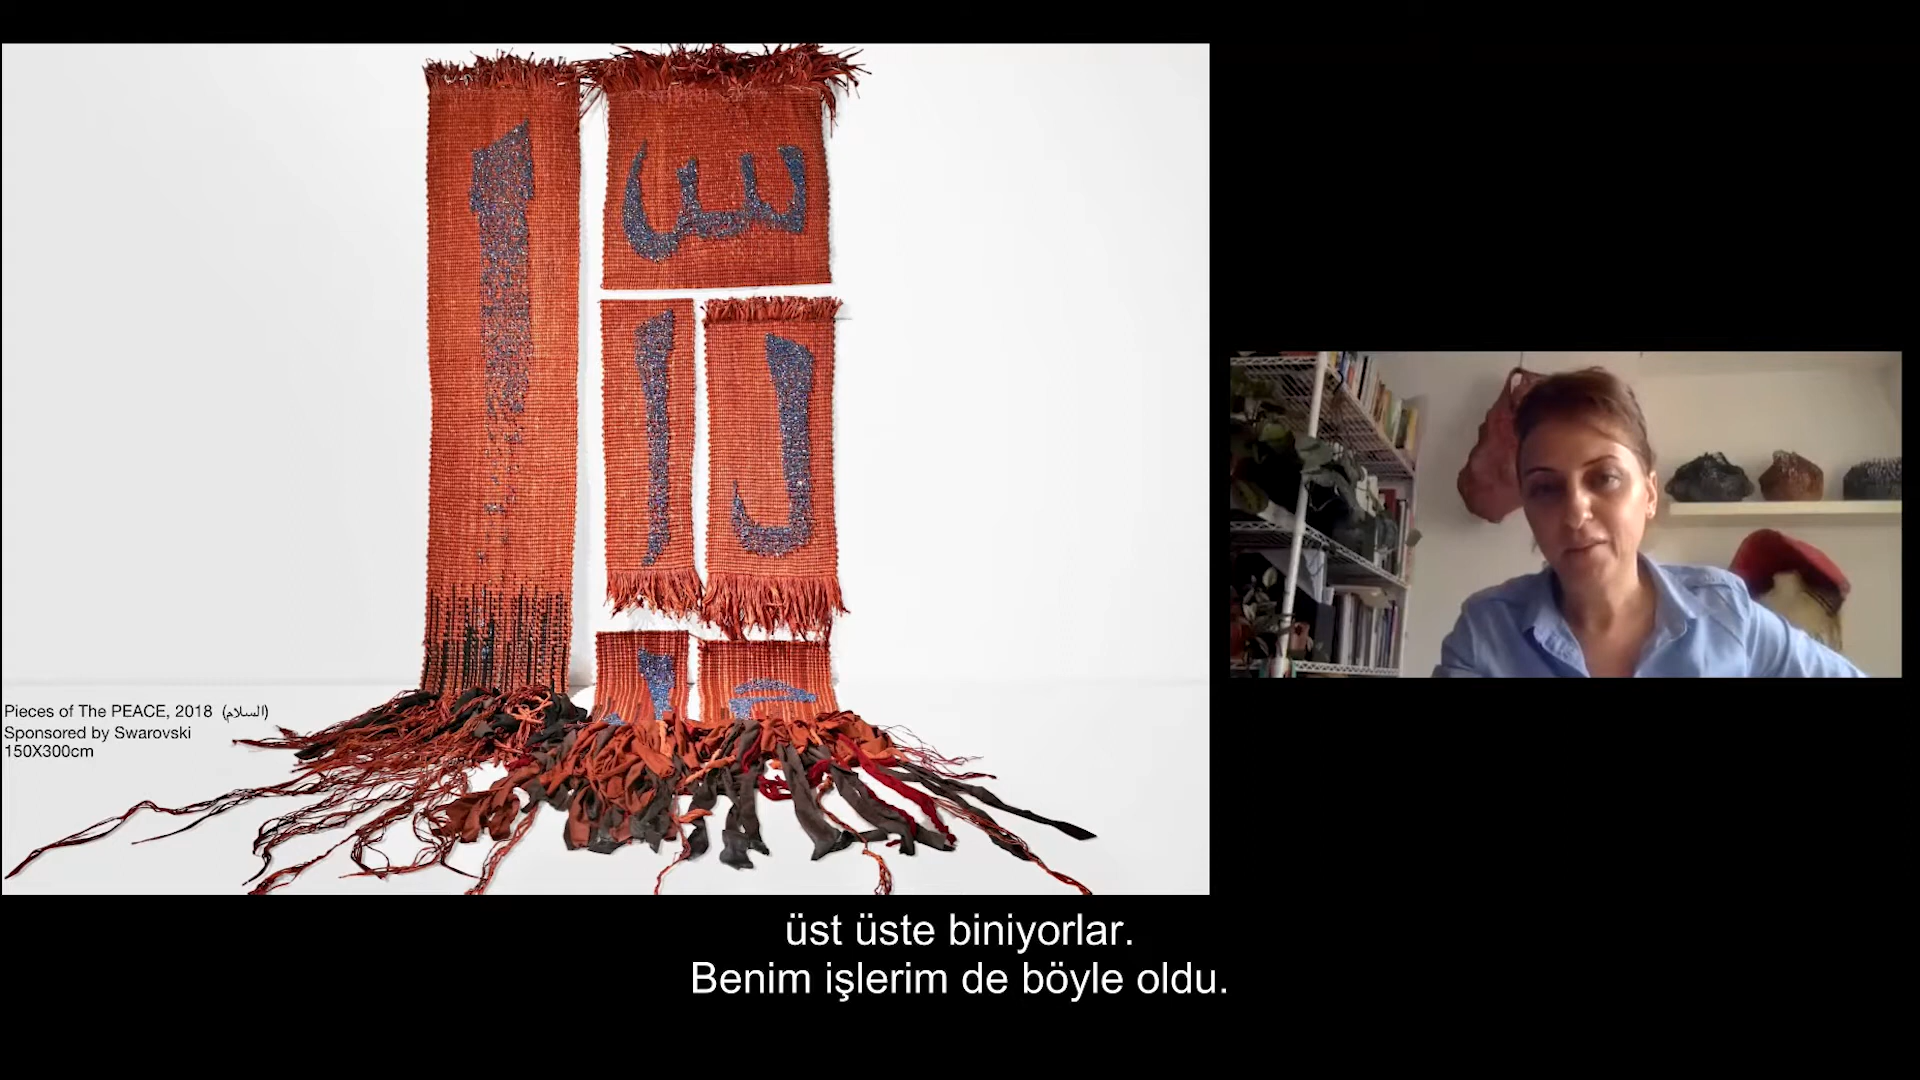 ا
س
ل
ا
م
Pieces of The PEACE, 2018 (السلام)
Sponsored by Swarovski
150X300cm
üst üste biniyorlar.
Benim işlerim de böyle oldu.